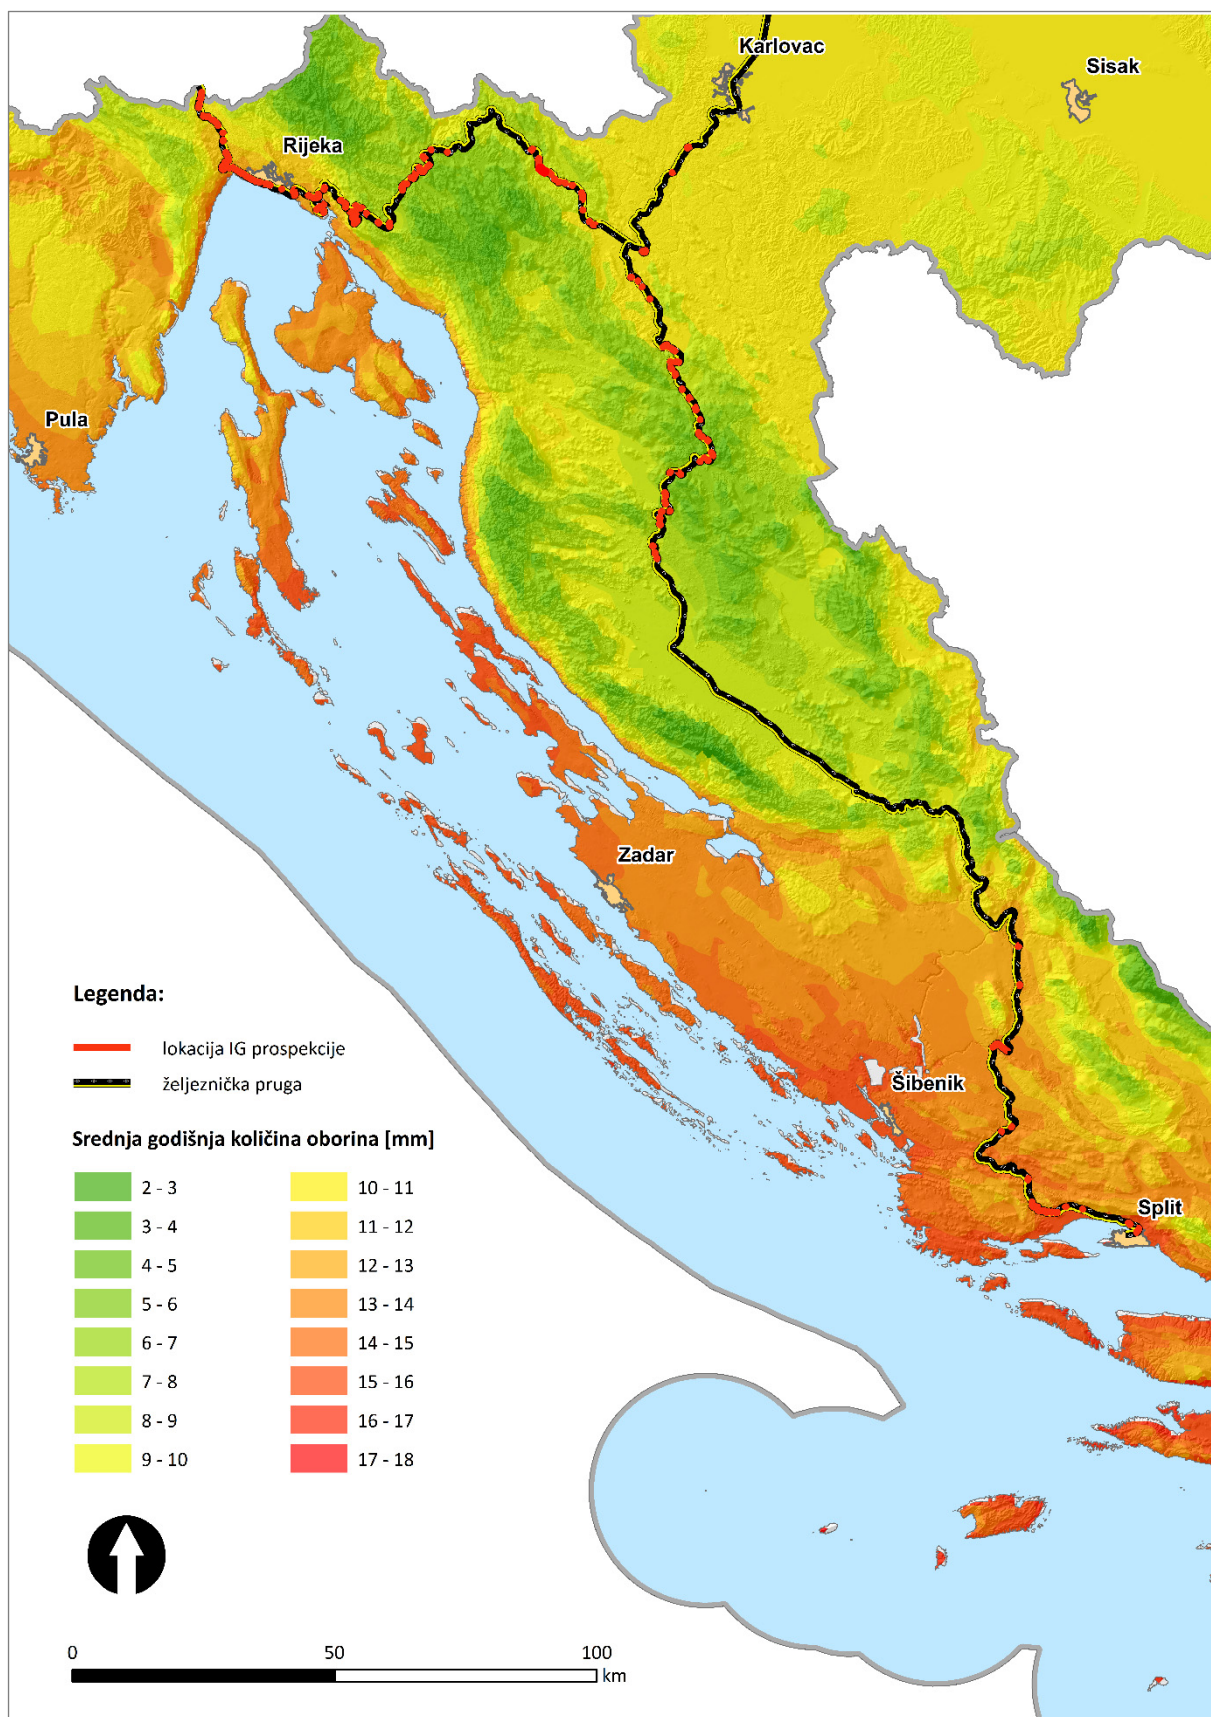 Karlovac
Sisak
Rijeka
Pula
Zadar
Šibenik
Split
Legenda:
lokacija IG prospekcije
željeznička pruga
Srednja godišnja količina oborina [mm]
2 - 3
3 - 4
4 - 5
5 - 6
6 - 7
7 - 8
8 - 9
9 - 10
10 - 11
11 - 12
12 - 13
13 - 14
14 - 15
15 - 16
16 - 17
17 - 18
0 50 100
km